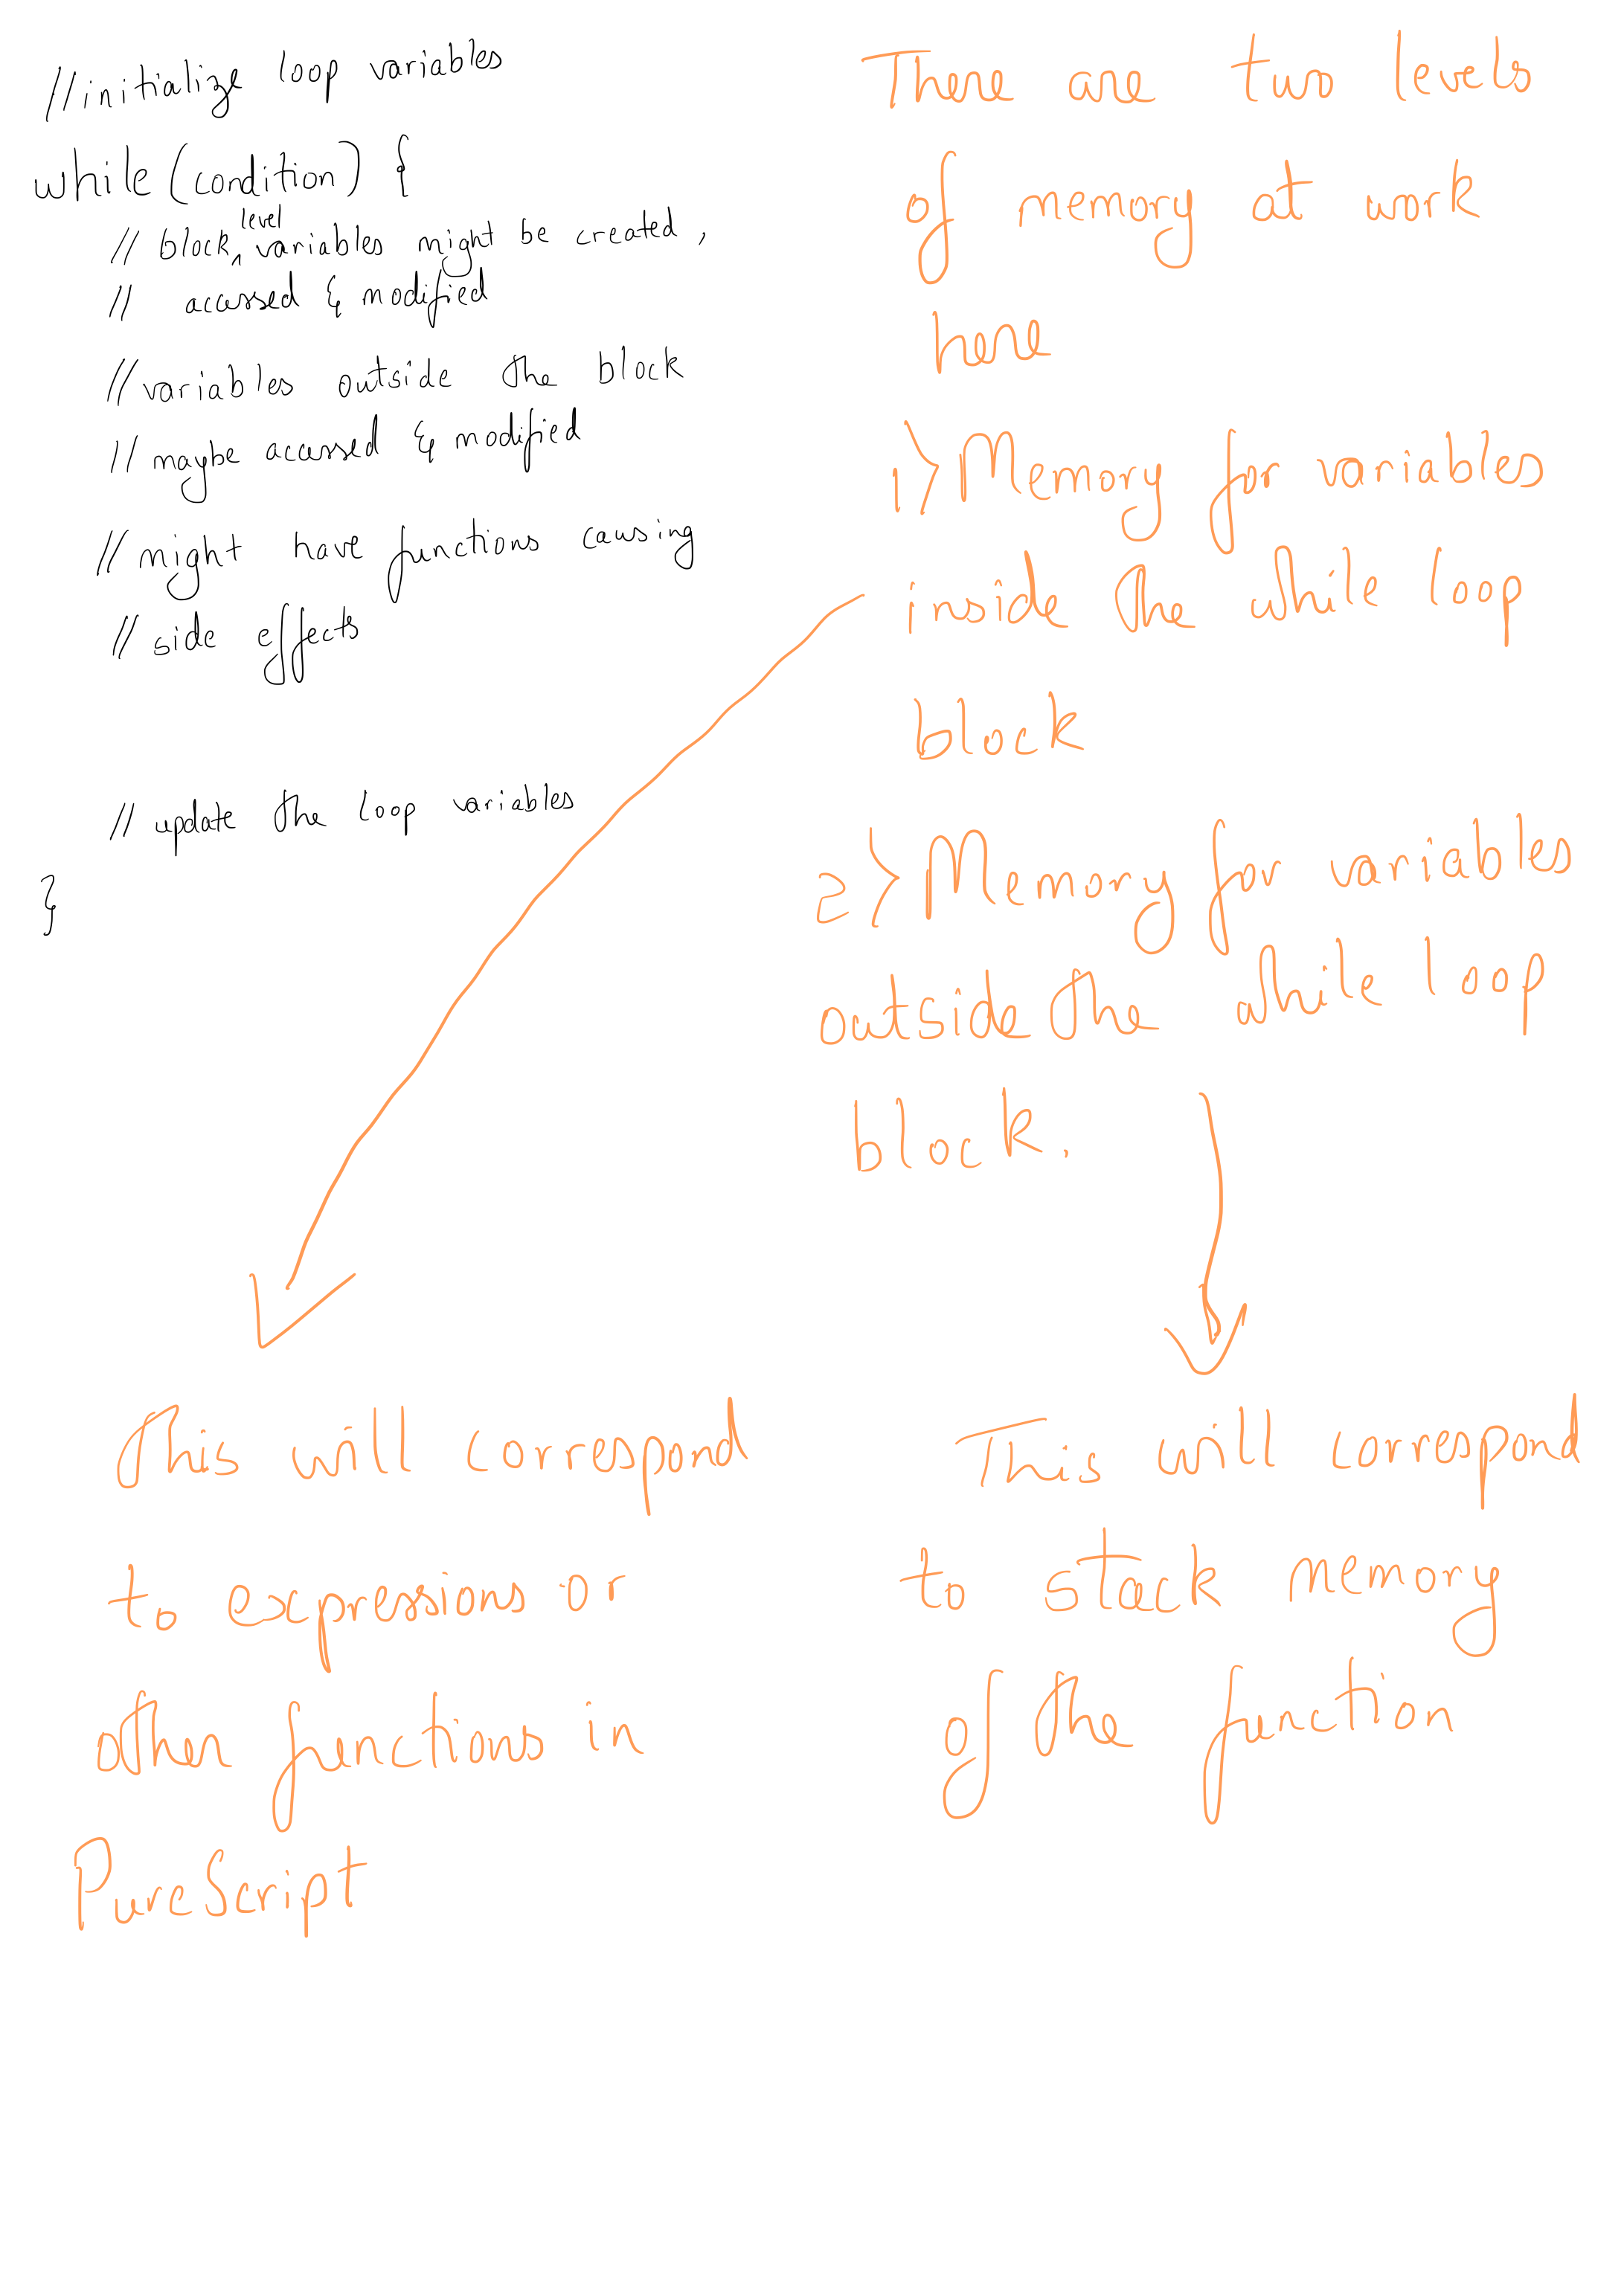 //initialize loop variables
while (condition) {
// block level variables might be created,
// accessed & modified
//variables outside the block
// maybe accessed & modified
// might have functions causing
// side effects
// update the loop variables
}
There are two levels
of memory at work
here
1) Memory for variables
inside the while loop
block
2) Memory for variables
outside the while loop
block.
This will correspond
to expressions or
other functions in
PureScript
This will correspond
to stack memory
of the function